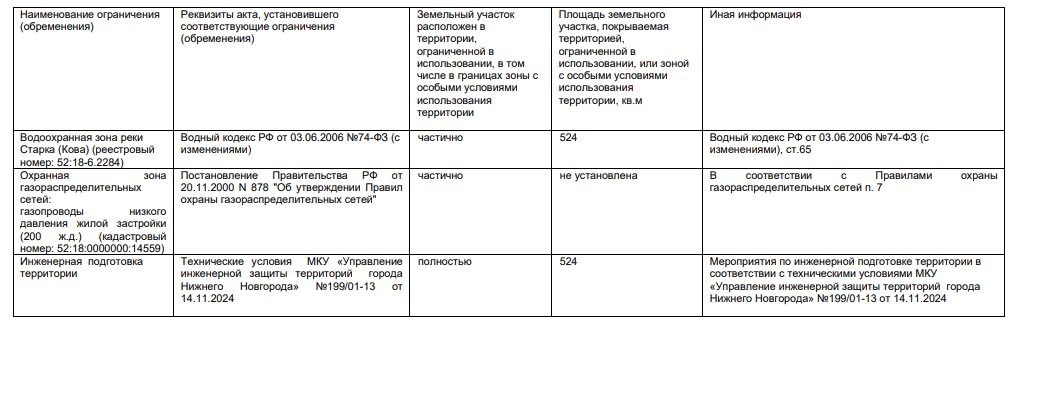 Наименование ограничения
(обременения)
Реквизиты акта, установившего
соответствующие ограничения
(обременения)
Земельный участок
расположен в
территории,
ограниченной в
использовании, в том
числе в границах зоны с
особыми условиями
использования
территории
Площадь земельного
участка, покрываемая
территорией,
ограниченной в
использовании, или зоной
с особыми условиями
использования
территории, кв.м
Иная информация
Водоохранная зона реки
Старка (Кова) (реестровый
номер: 52:18-6.2284)
Водный кодекс РФ от 03.06.2006 №74-ФЗ (с
изменениями)
частично
524
Водный кодекс РФ от 03.06.2006 №74-ФЗ (с
изменениями), ст.65
Охранная зона
газораспределительных
сетей:
газопроводы низкого
давления жилой застройки
(200 ж.д.) (кадастровый
номер: 52:18:0000000:14559)
Постановление Правительства РФ от
20.11.2000 N 878 "Об утверждении Правил
охраны газораспределительных сетей"
частично
не установлена
В соответствии с Правилами охраны
газораспределительных сетей п. 7
Инженерная подготовка
территории
Технические условия МКУ «Управление
инженерной защиты территорий города
Нижнего Новгорода» №199/01-13 от
14.11.2024
полностью
524
Мероприятия по инженерной подготовке территории в
соответствии с техническими условиями МКУ
«Управление инженерной защиты территорий города
Нижнего Новгорода» №199/01-13 от 14.11.2024